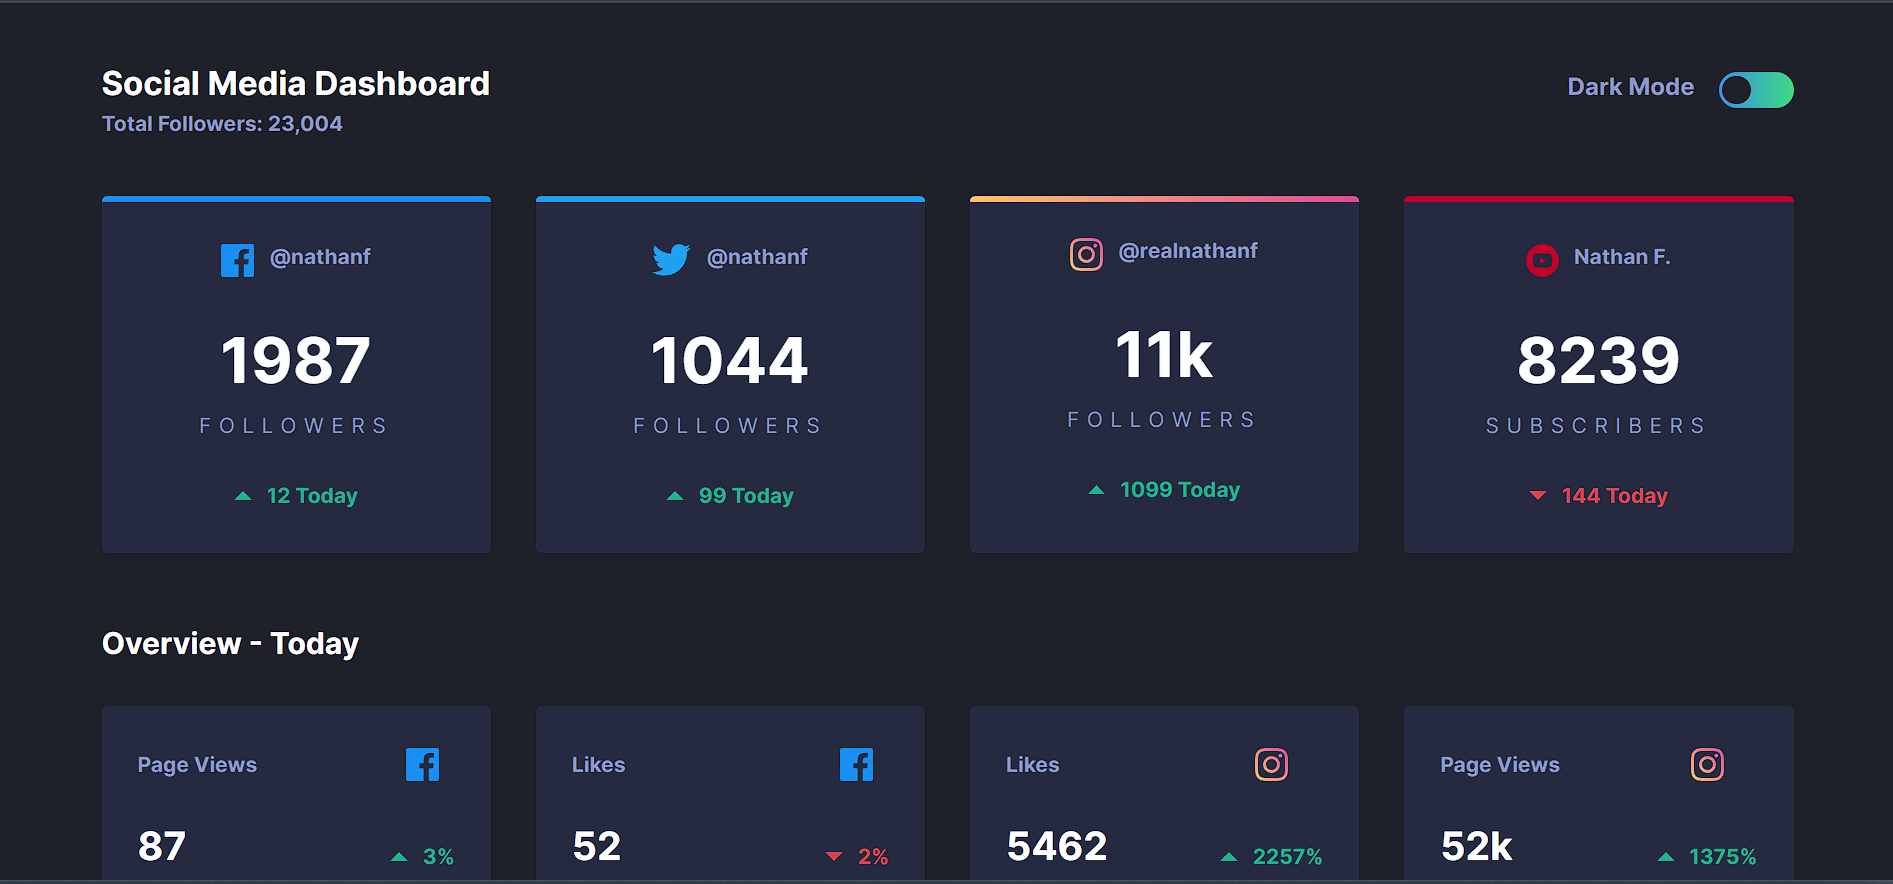 Social Media Dashboard
Total Followers: 23,004
Dark Mode
@nathanf
1987
FOLLOWERS
12 Today
@nathanf
1044
FOLLOWERS
99 Today
@realnathanf
11k
FOLLOWERS
1099 Today
Nathan F.
8239
SUBSCRIBERS
144 Today
Overview - Today
Page Views
87
3%
Likes
52
2%
Likes
5462
2257%
Page Views
52k
1375%